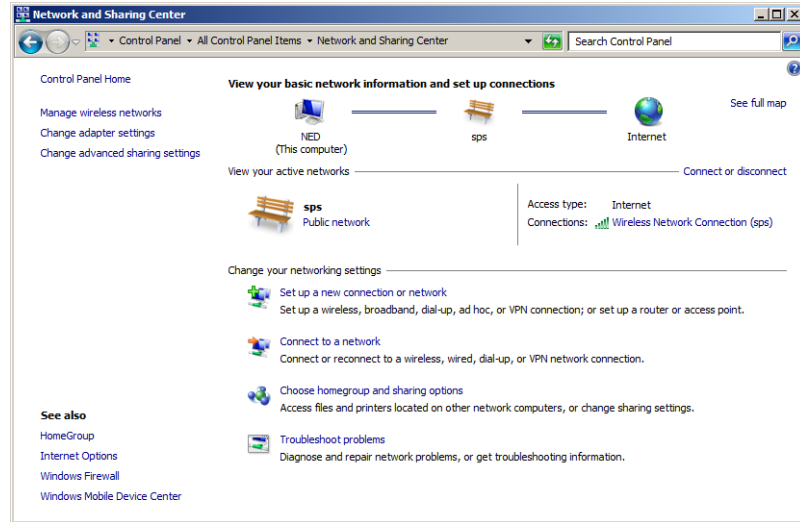 Network and Sharing Center
Control Panel
All Control Panel Items
Network and Sharing Center
Search Control Panel
Control Panel Home
Manage wireless networks
Change adapter settings
Change advanced sharing settings
View your basic network information and set up connections
See full map
NED
(This computer)
sps
Internet
View your active networks
Connect or disconnect
sps
Public network
Access type: Internet
Connections: Wireless Network Connection (sps)
Change your networking settings
Set up a new connection or network
Set up a wireless, broadband, dial-up, ad hoc, or VPN connection; or set up a router or access point.
Connect to a network
Connect or reconnect to a wireless, wired, dial-up, or VPN network connection.
Choose homegroup and sharing options
Access files and printers located on other network computers, or change sharing settings.
Troubleshoot problems
Diagnose and repair network problems, or get troubleshooting information.
See also
HomeGroup
Internet Options
Windows Firewall
Windows Mobile Device Center